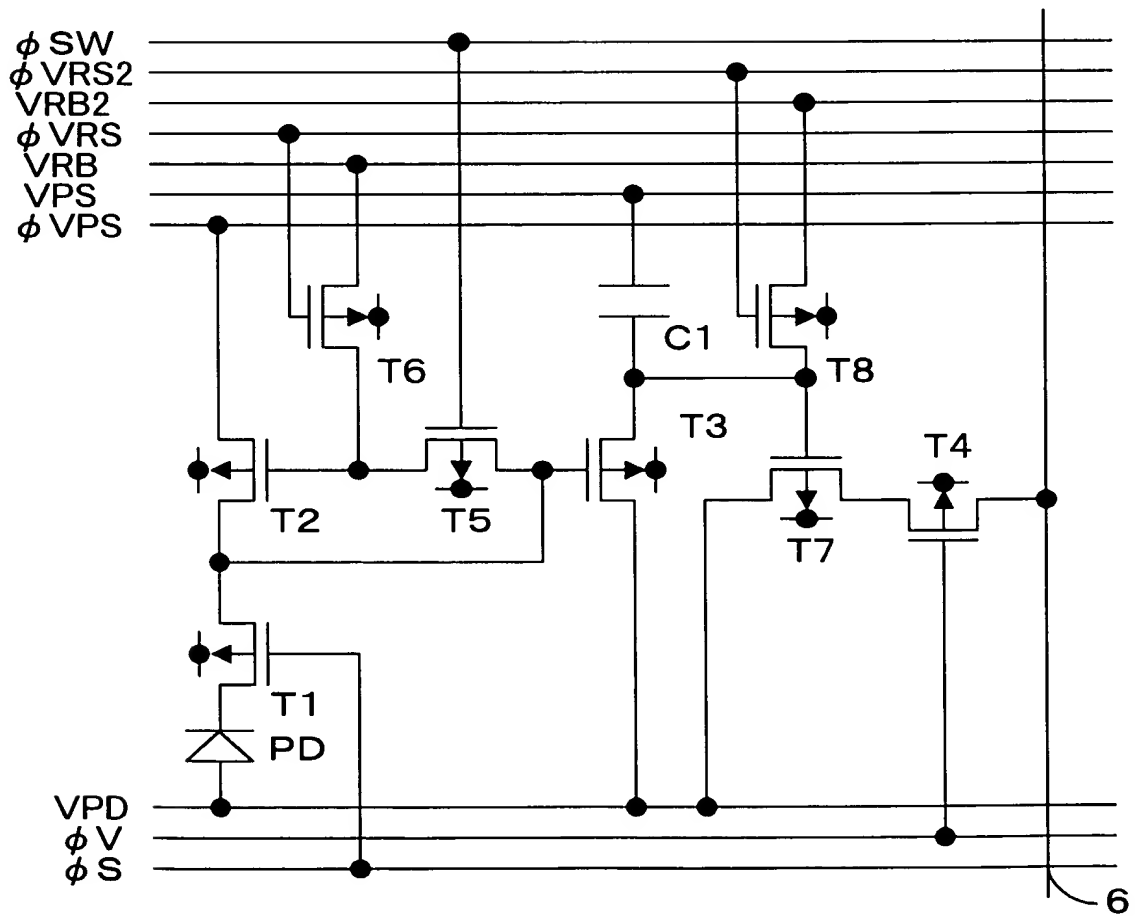 ϕSW
ϕVRS2
VRB2
ϕVRS
VRB
VPS
ϕVPS
C1
T6
T8
T3
T4
T2
T5
T7
T1
PD
VPD
ϕV
ϕS
6